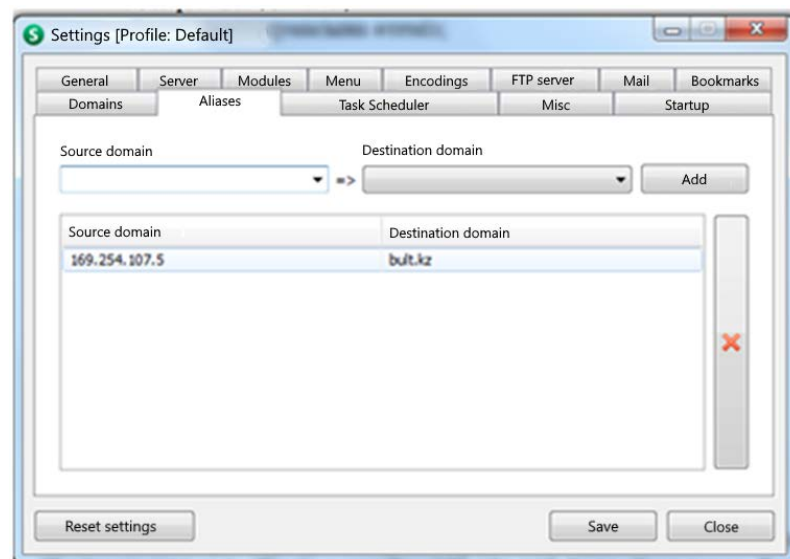 Settings [Profile: Default]
General Server Modules Menu Encodings FTP server Mail Bookmarks
Domains Aliases Task Scheduler Misc Startup
Source domain Destination domain
=> Add
Source domain Destination domain
169.254.107.5 bult.kz
Reset settings Save Close